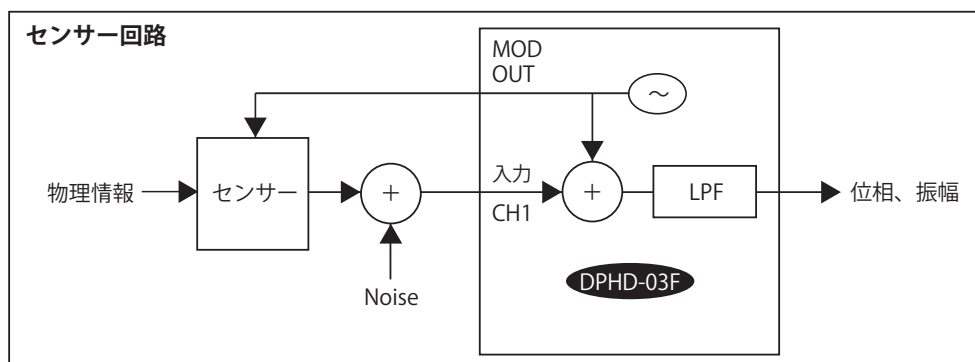 センサー回路
MOD
OUT
～
物理情報
センサー
+
入力
CH1
+
LPF
位相、振幅
Noise
DPHD-03F